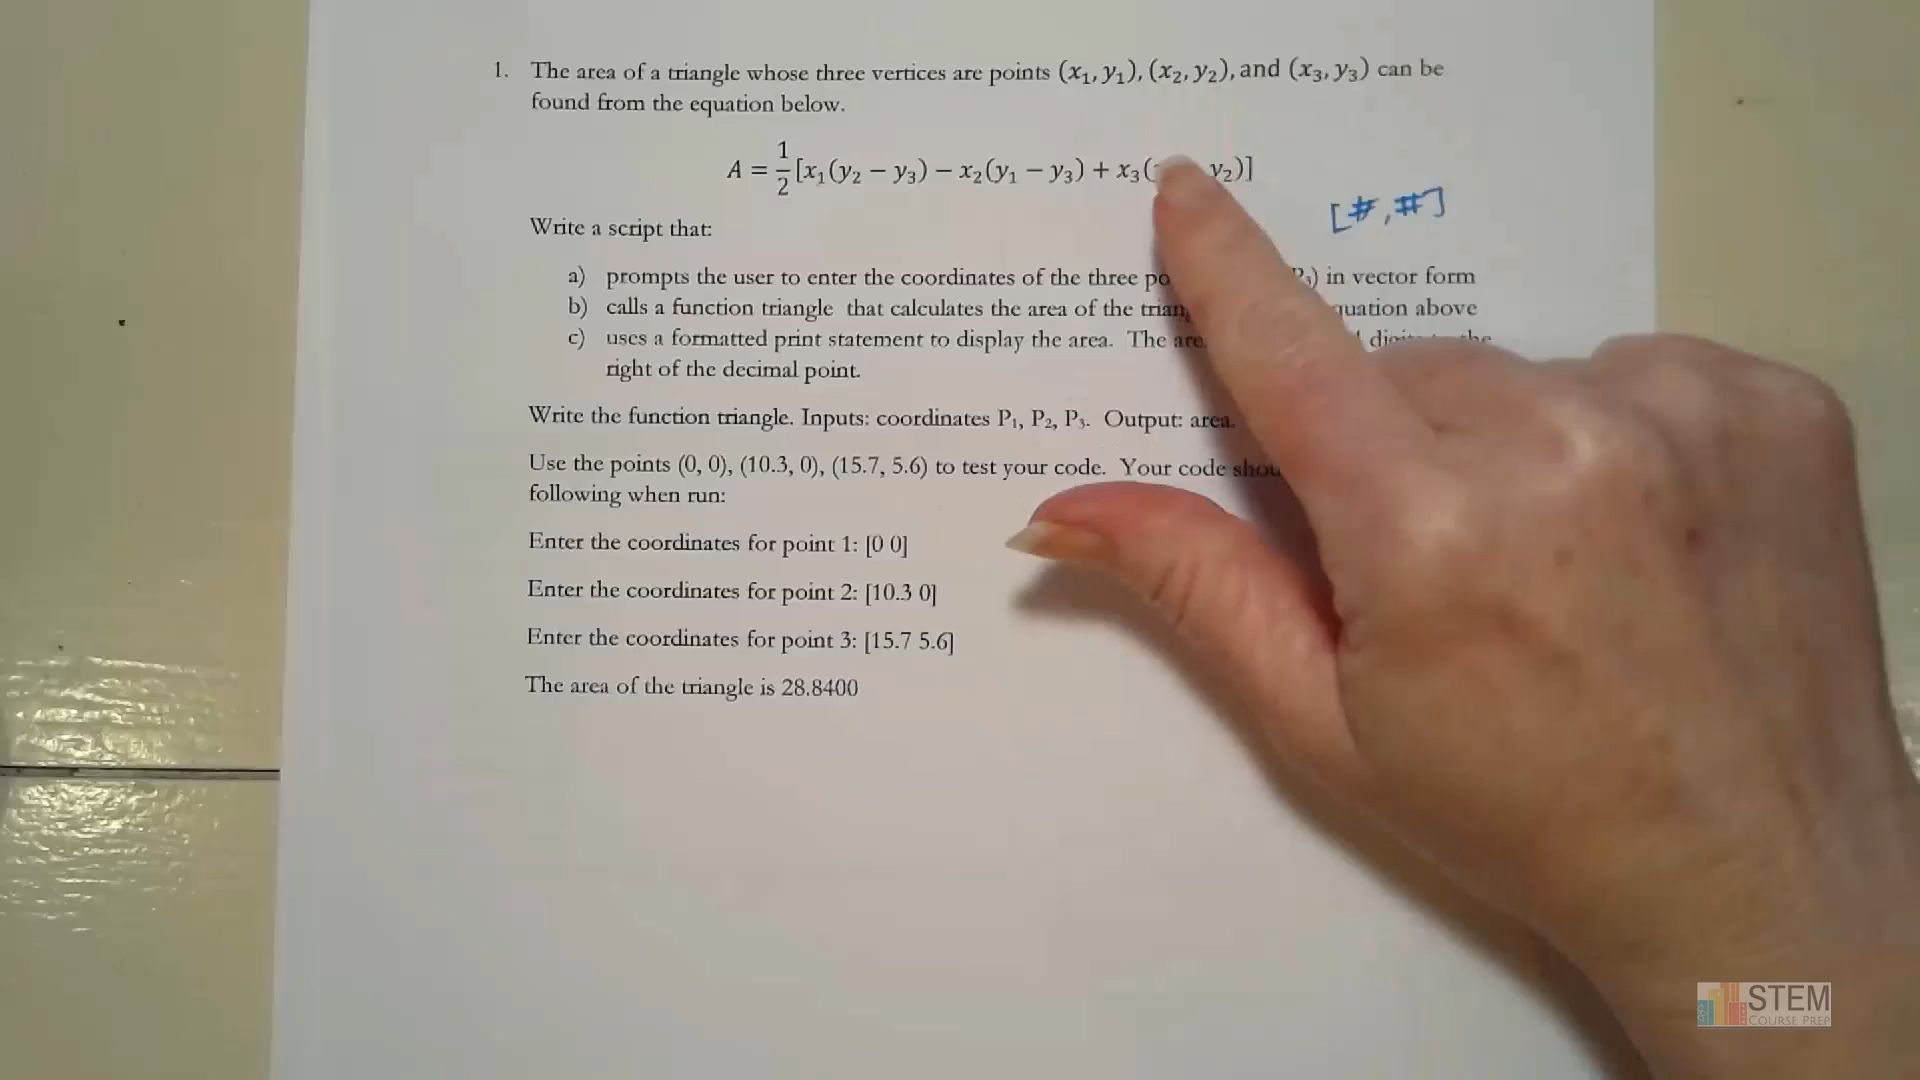 1. The area of a triangle whose three vertices are points (x₁, y₁), (x₂, y₂), and (x₃, y₃) can be
found from the equation below.
A = 1/2 [x₁(y₂ − y₃) − x₂(y₁ − y₃) + x₃( y₂)]
[#, #]
Write a script that:
a) prompts the user to enter the coordinates of the three ) in vector form
b) calls a function triangle that calculates the area of the above
c) uses a formatted print statement to display the area. The
right of the decimal point.
Write the function triangle. Inputs: coordinates P₁, P₂, P₃. Output: area.
Use the points (0, 0), (10.3, 0), (15.7, 5.6) to test your code. Your code
following when run:
Enter the coordinates for point 1: [0 0]
Enter the coordinates for point 2: [10.3 0]
Enter the coordinates for point 3: [15.7 5.6]
The area of the triangle is 28.8400
STEM
COURSE PREP